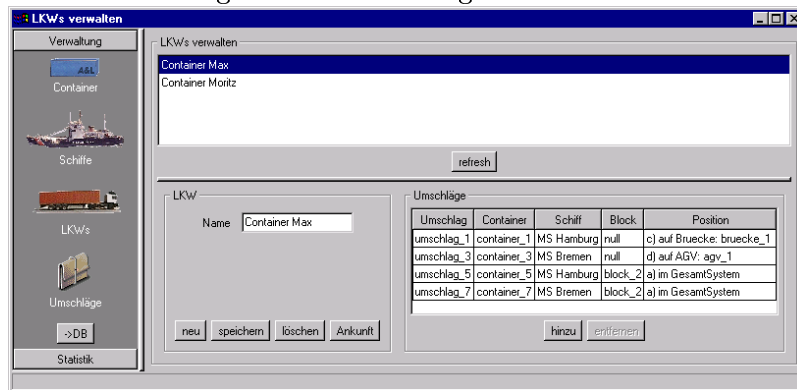 LKWs verwalten
Verwaltung
A&L
Container
Schiffe
LKWs
Umschläge
->DB
Statistik
LKWs verwalten
Container Max
Container Moritz
refresh
LKW
Name Container Max
neu speichern löschen Ankunft
Umschläge
Umschlag Container Schiff Block Position
umschlag_1 container_1 MS Hamburg null c) auf Bruecke: bruecke_1
umschlag_3 container_3 MS Bremen null d) auf AGV: agv_1
umschlag_5 container_5 MS Hamburg block_2 a) im GesamtSystem
umschlag_7 container_7 MS Bremen block_2 a) im GesamtSystem
hinzu entfernen